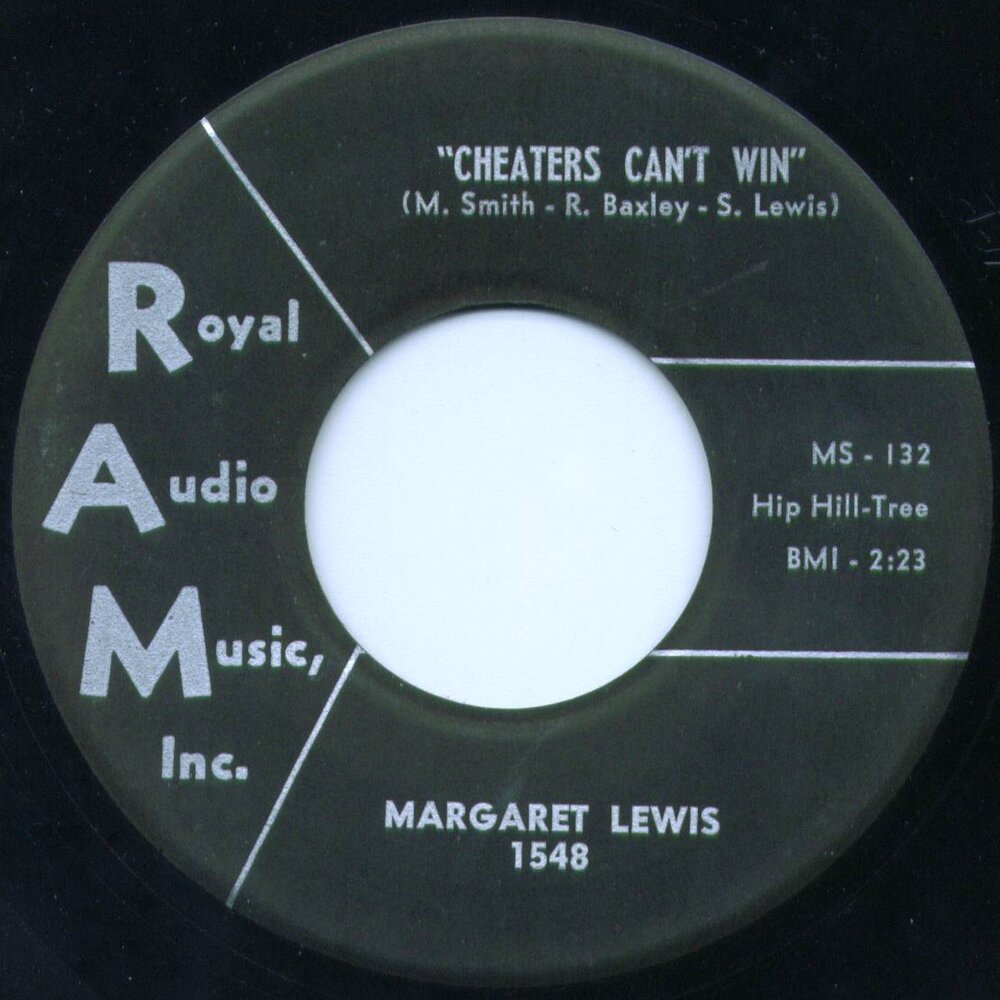 "CHEATERS CAN'T WIN"
(M. Smith - R. Baxley - S. Lewis)
Royal
Audio
Music,
Inc.
MS - 132
Hip Hill-Tree
BMI - 2:23
MARGARET LEWIS
1548